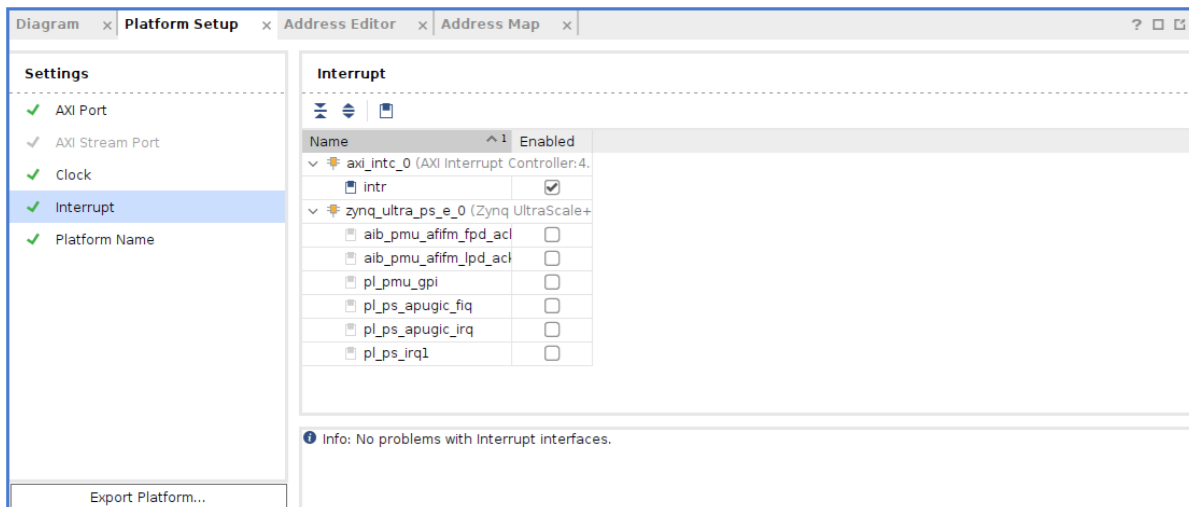 Diagram × Platform Setup × Address Editor × Address Map × ?
Settings
AXI Port
AXI Stream Port
Clock
Interrupt
Platform Name
Export Platform...
Interrupt
Name 1 Enabled
axi_intc_0 (AXI Interrupt Controller:4.
intr
zynq_ultra_ps_e_0 (Zynq UltraScale+
aib_pmu_afifm_fpd_acl
aib_pmu_afifm_lpd_ack
pl_pmu_gpi
pl_ps_apugic_fiq
pl_ps_apugic_irq
pl_ps_irq1
Info: No problems with Interrupt interfaces.